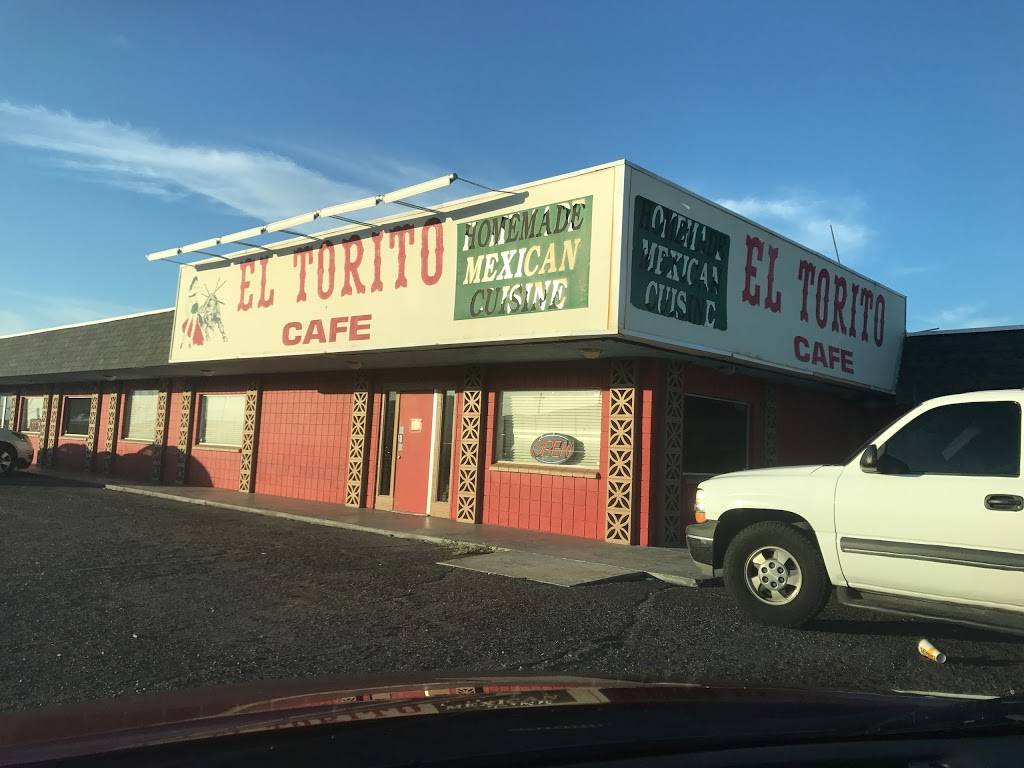 EL TORITO
CAFE
HOMEMADE
MEXICAN
CUISINE
HOMEMADE
MEXICAN
CUISINE
EL TORITO
CAFE
OPEN